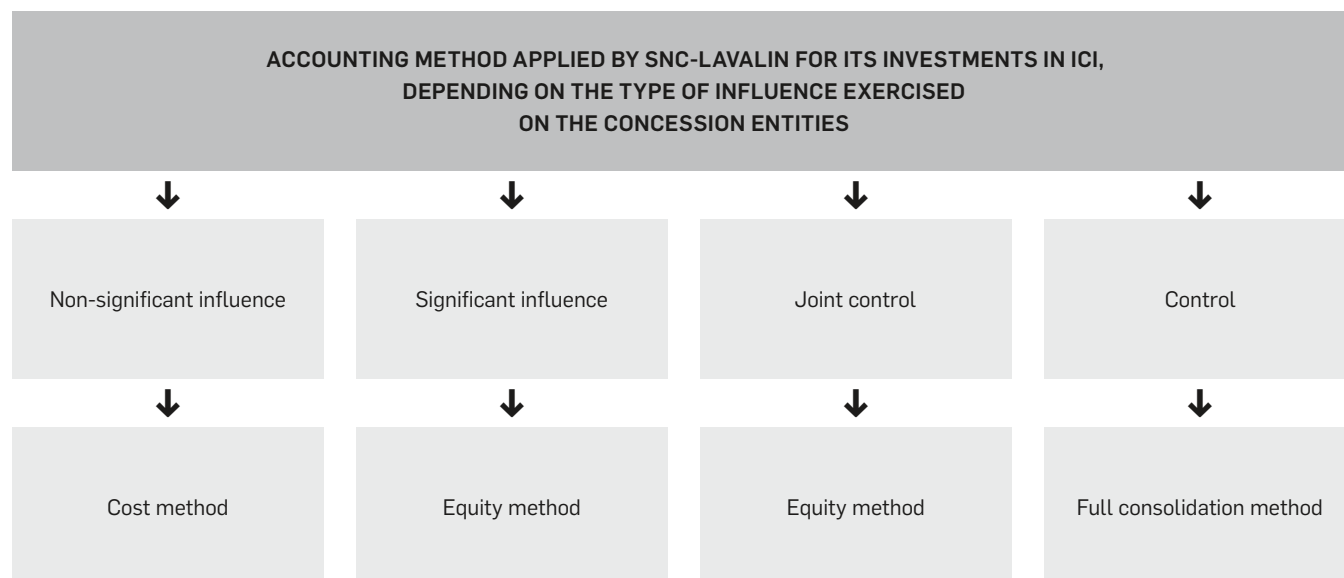 ACCOUNTING METHOD APPLIED BY SNC-LAVALIN FOR ITS INVESTMENTS IN ICI,
DEPENDING ON THE TYPE OF INFLUENCE EXERCISED
ON THE CONCESSION ENTITIES
Non-significant influence
Significant influence
Joint control
Control
Cost method
Equity method
Equity method
Full consolidation method